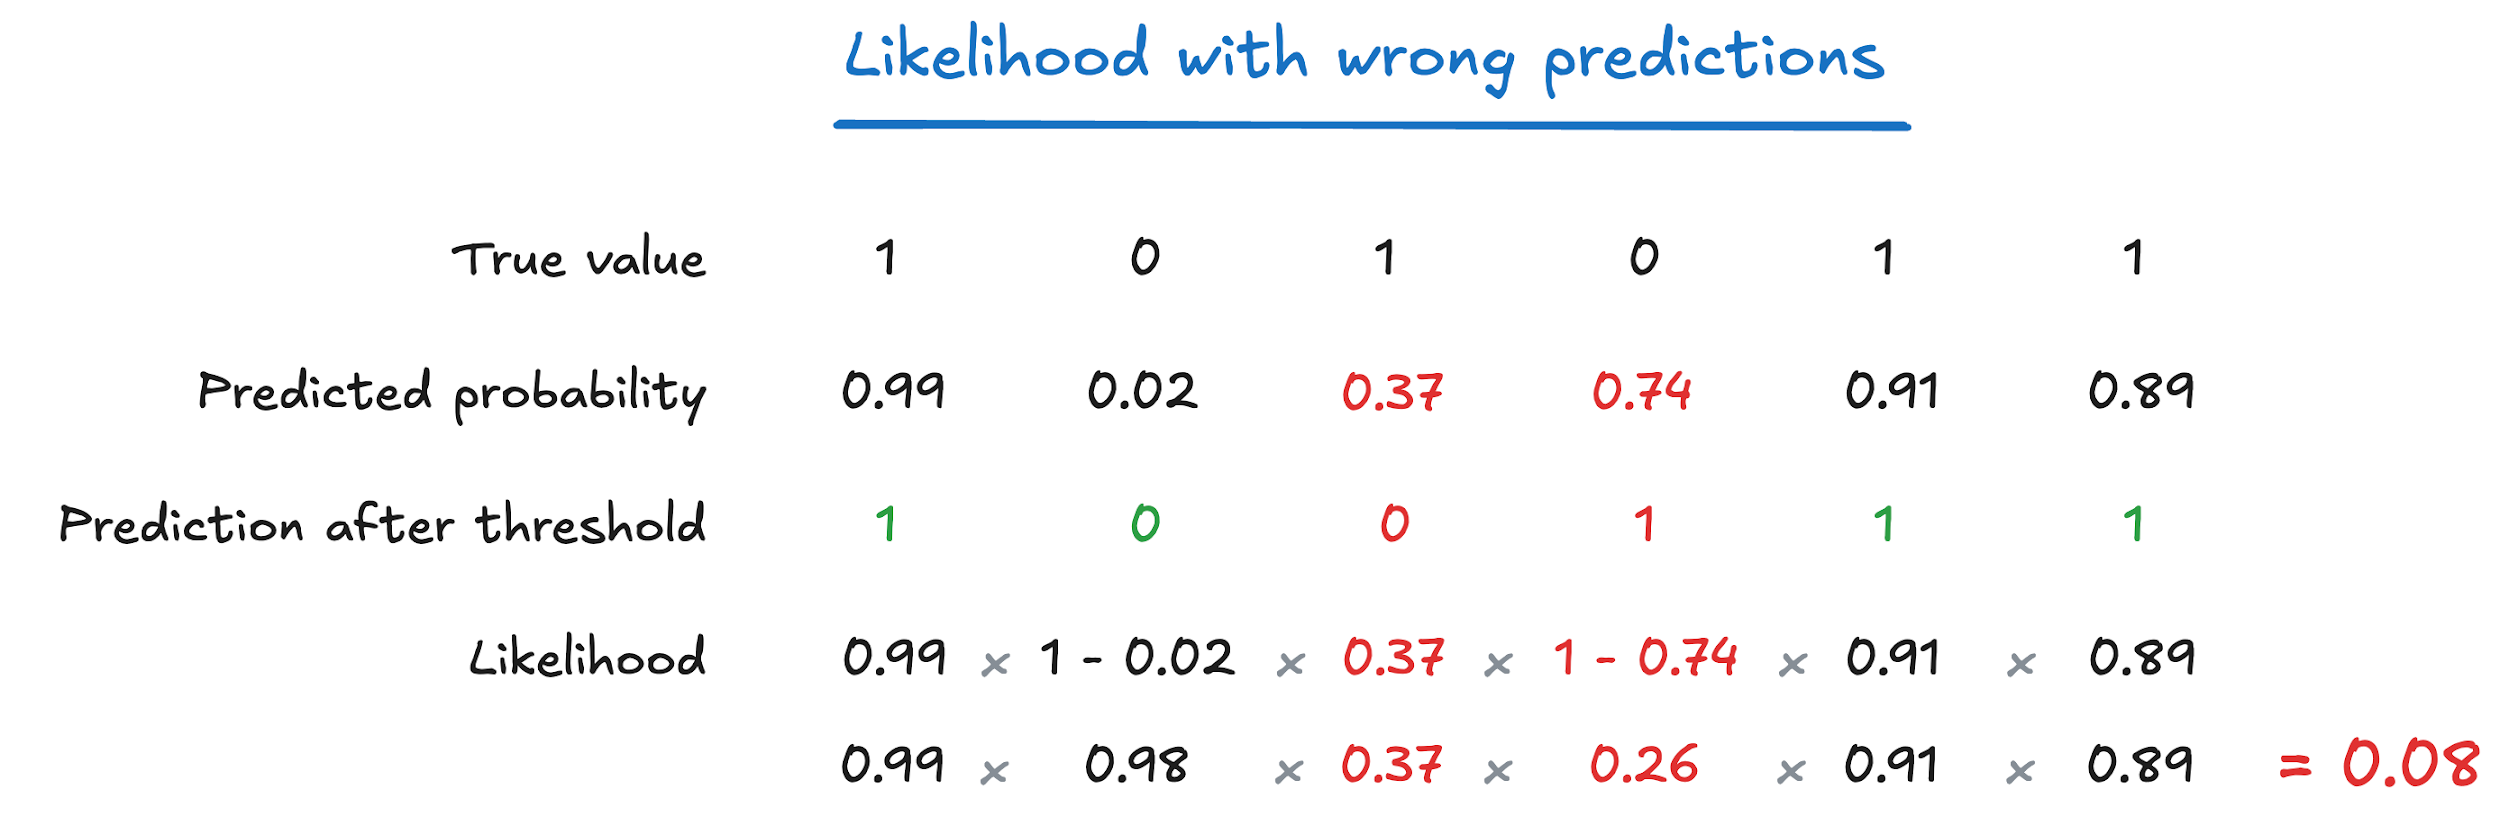 Likelihood with wrong predictions
True value 1 0 1 0 1 1
Predicted probability 0.99 0.02 0.37 0.74 0.91 0.89
Prediction after threshold 1 0 0 1 1 1
Likelihood 0.99 x 1 - 0.02 x 0.37 x 1 - 0.74 x 0.91 x 0.89
0.99 x 0.98 x 0.37 x 0.26 x 0.91 x 0.89 = 0.08